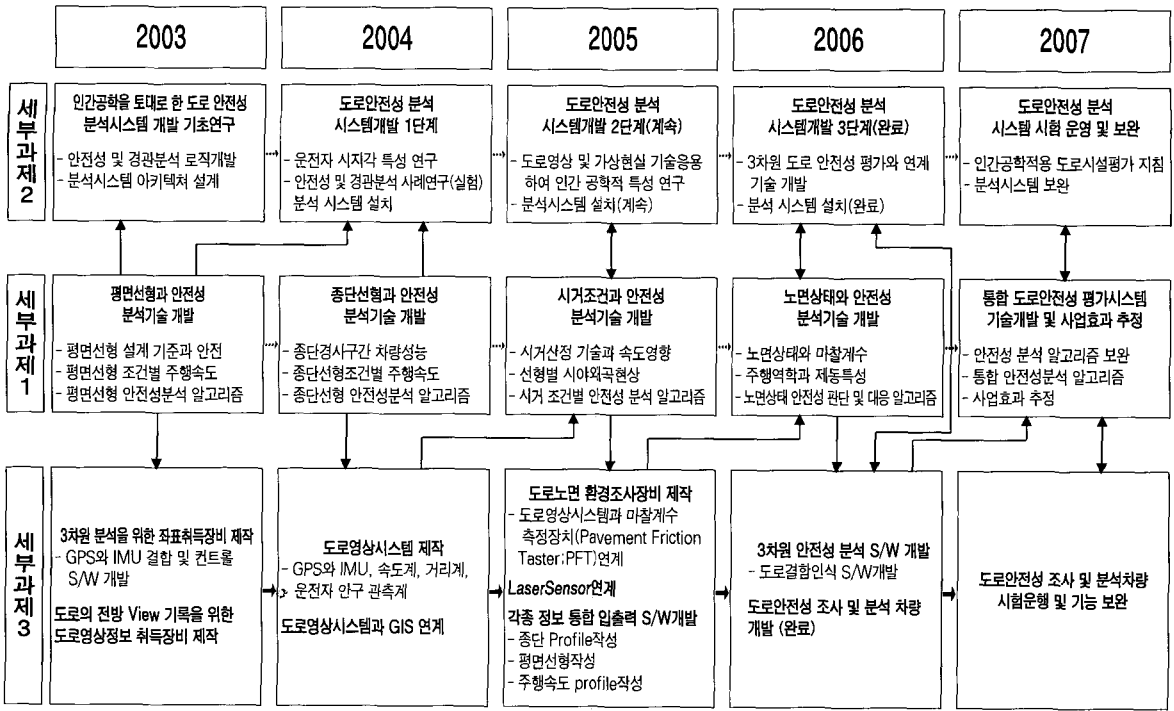 2003
2004
2005
2006
2007
세부과제2
인간공학을 토대로 한 도로 안전성
분석시스템 개발 기초연구
- 안전성 및 경관분석 로직개발
- 분석시스템 아키텍쳐 설계
도로안전성 분석
시스템개발 1단계
- 운전자 시지각 특성 연구
- 안전성 및 경관분석 사례연구(실험)
분석 시스템 설치
도로안전성 분석
시스템개발 2단계(계속)
- 도로영상 및 가상현실 기술응용
하여 인간 공학적 특성 연구
- 분석시스템 설치(계속)
도로안전성 분석
시스템개발 3단계(완료)
- 3차원 도로 안전성 평가와 연계
기술 개발
- 분석 시스템 설치(완료)
도로안전성 분석
시스템 시험 운영 및 보완
- 인간공학적용 도로시설평가 지침
- 분석시스템 보완
세부과제1
평면선형과 안전성
분석기술 개발
- 평면선형 설계 기준과 안전
- 평면선형 조건별 주행속도
- 평면선형 안전성분석 알고리즘
종단선형과 안전성
분석기술 개발
- 종단경사구간 차량성능
- 종단선형조건별 주행속도
- 종단선형 안전성분석 알고리즘
시거조건과 안전성
분석기술 개발
- 시거산정 기술과 속도영향
- 선형별 시야왜곡현상
- 시거 조건별 안전성 분석 알고리즘
노면상태와 안전성
분석기술 개발
- 노면상태와 마찰계수
- 주행역학과 제동특성
- 노면상태 안전성 판단 및 대응 알고리즘
통합 도로안전성 평가시스템
기술개발 및 사업효과 추정
- 안전성 분석 알고리즘 보완
- 통합 안전성분석 알고리즘
- 사업효과 추정
세부과제3
3차원 분석을 위한 좌표취득장비 제작
- GPS와 IMU 결합 및 컨트롤
S/W 개발
도로의 전방 View 기록을 위한
도로영상정보 취득장비 제작
도로영상시스템 제작
- GPS와 IMU, 속도계, 거리계,
운전자 안구 관측계
도로영상시스템과 GIS 연계
도로노면 환경조사장비 제작
- 도로영상시스템과 마찰계수
측정장치(Pavement Friction
Taster;PFT)연계
LaserSensor연계
각종 정보 통합 입출력 S/W개발
- 종단 Profile작성
- 평면선형작성
- 주행속도 profile작성
3차원 안전성 분석 S/W 개발
- 도로결함인식 S/W개발
도로안전성 조사 및 분석 차량
개발 (완료)
도로안전성 조사 및 분석차량
시험운행 및 기능 보완